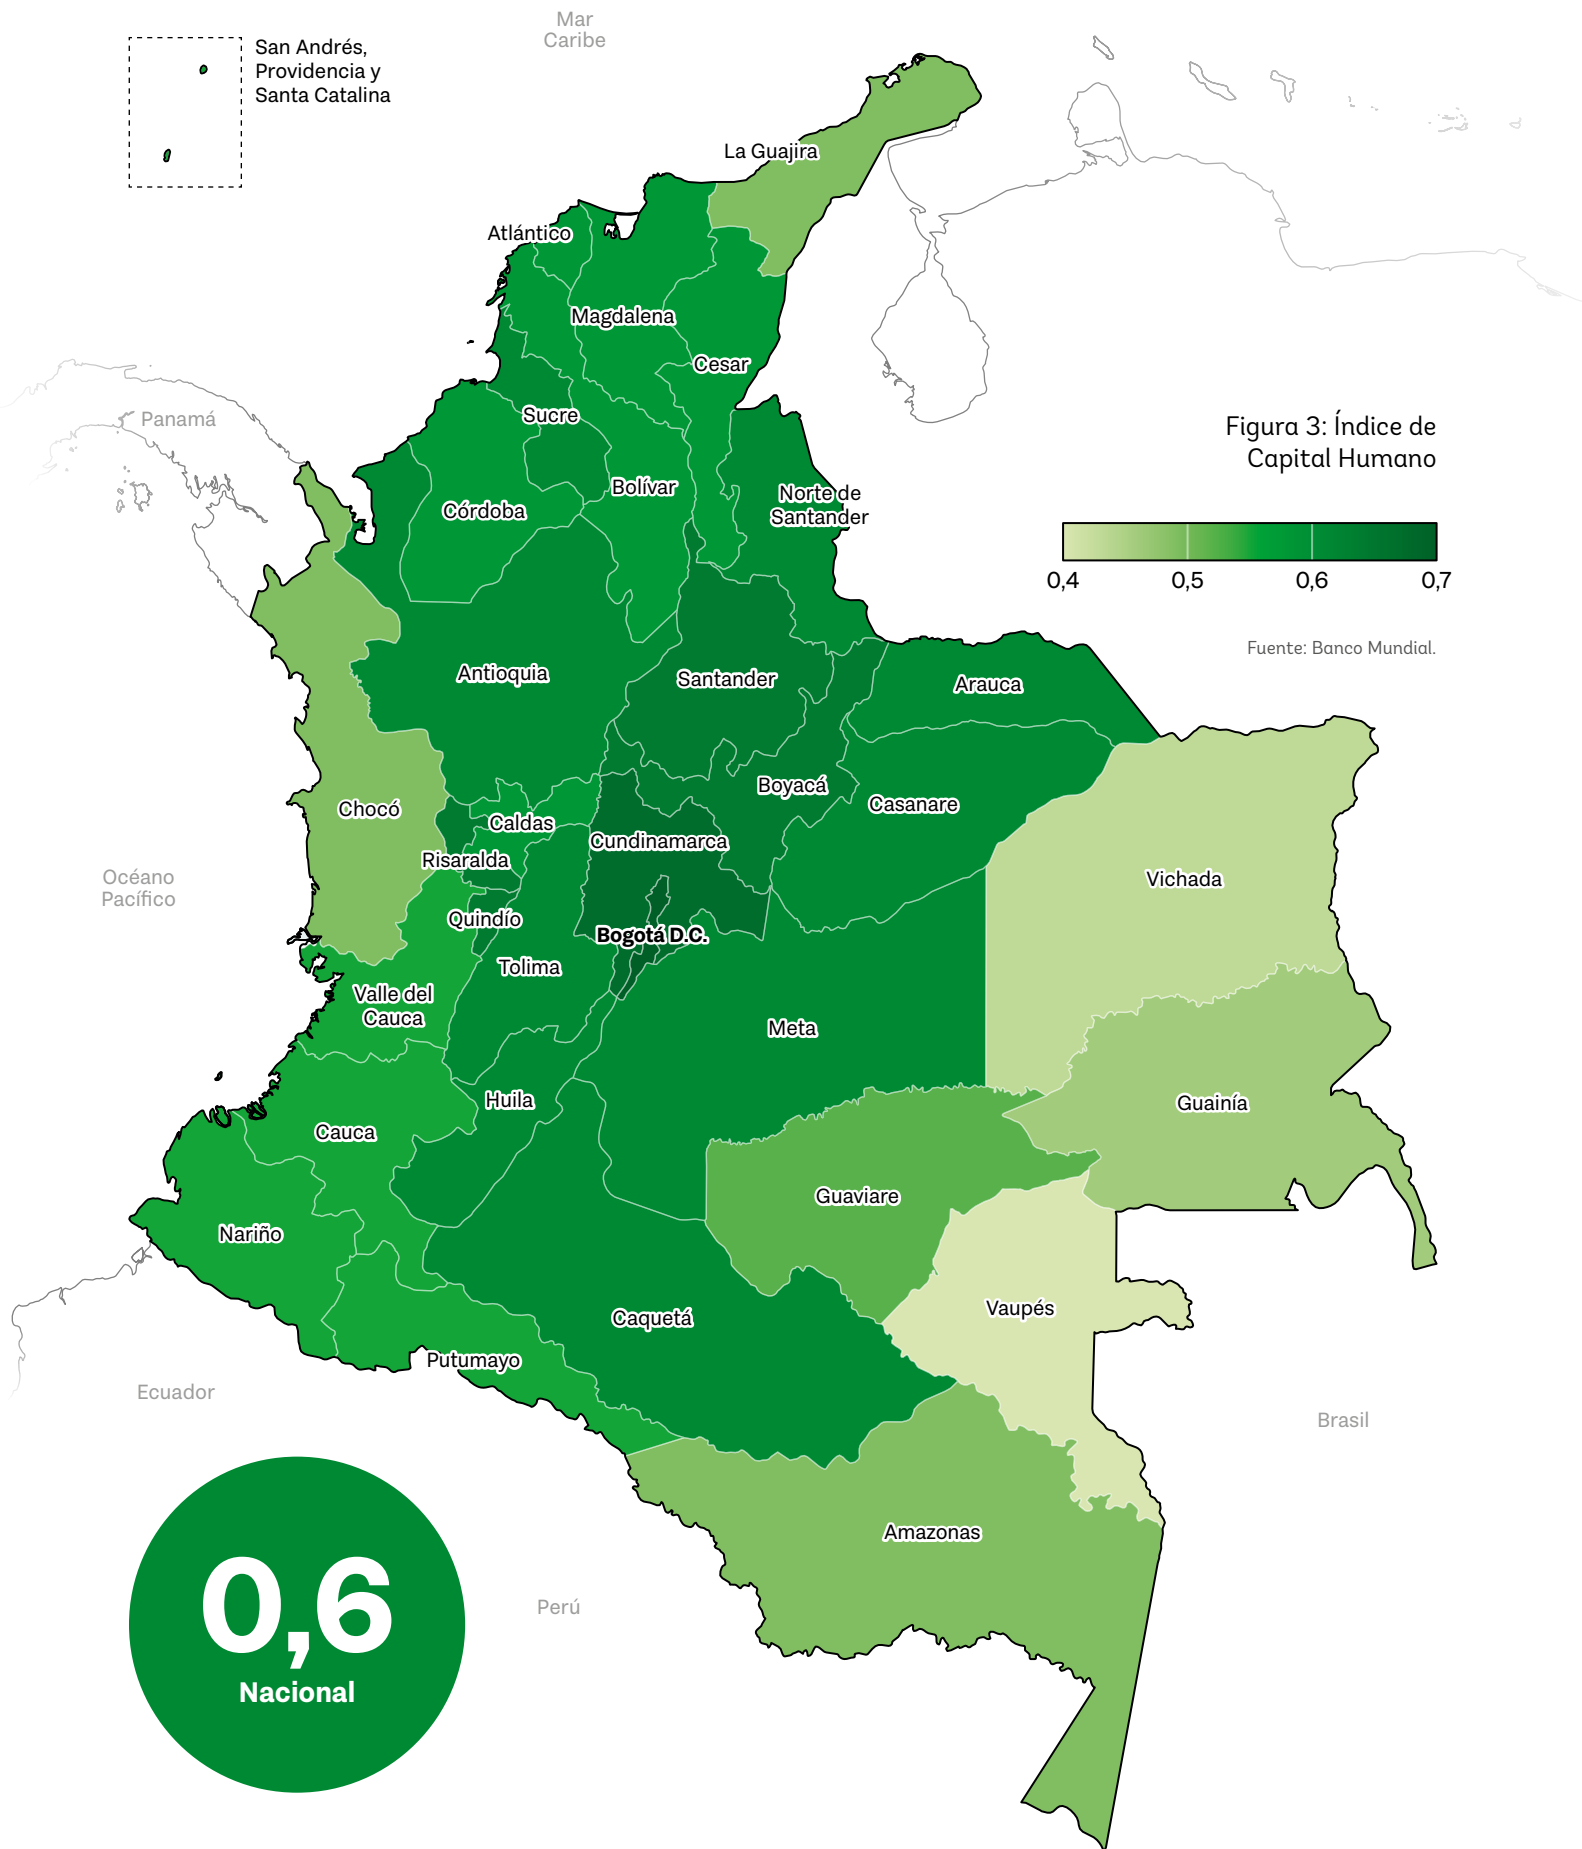 Mar
Caribe
San Andrés,
Providencia y
Santa Catalina
La Guajira
Atlántico
Magdalena
Cesar
Panamá
Sucre
Figura 3: Índice de
Capital Humano
Córdoba
Bolívar
Norte de
Santander
0,4
0,5
0,6
0,7
Fuente: Banco Mundial.
Antioquia
Santander
Arauca
Boyacá
Casanare
Chocó
Caldas
Cundinamarca
Risaralda
Vichada
Océano
Pacífico
Quindío
Bogotá D.C.
Tolima
Valle del
Cauca
Meta
Huila
Guainía
Cauca
Guaviare
Nariño
Vaupés
Caquetá
Putumayo
Ecuador
Brasil
Amazonas
Perú
0,6
Nacional